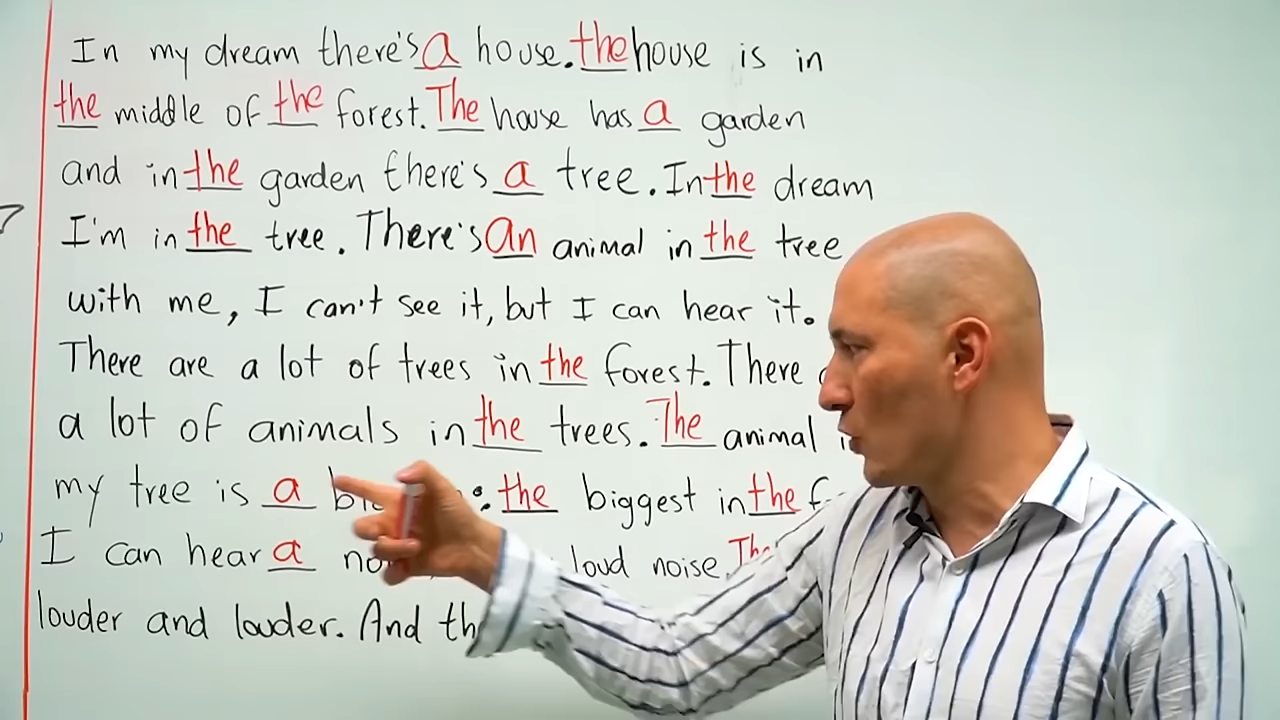 In my dream there's a house. the house is in
the middle of the forest. The house has a garden
and in the garden there's a tree. In the dream
I'm in the tree. There's an animal in the tree
with me, I can't see it, but I can hear it.
There are a lot of trees in the forest. There
a lot of animals in the trees. The animal
my tree is a : the biggest in the
I can hear a loud noise.
louder and louder. And